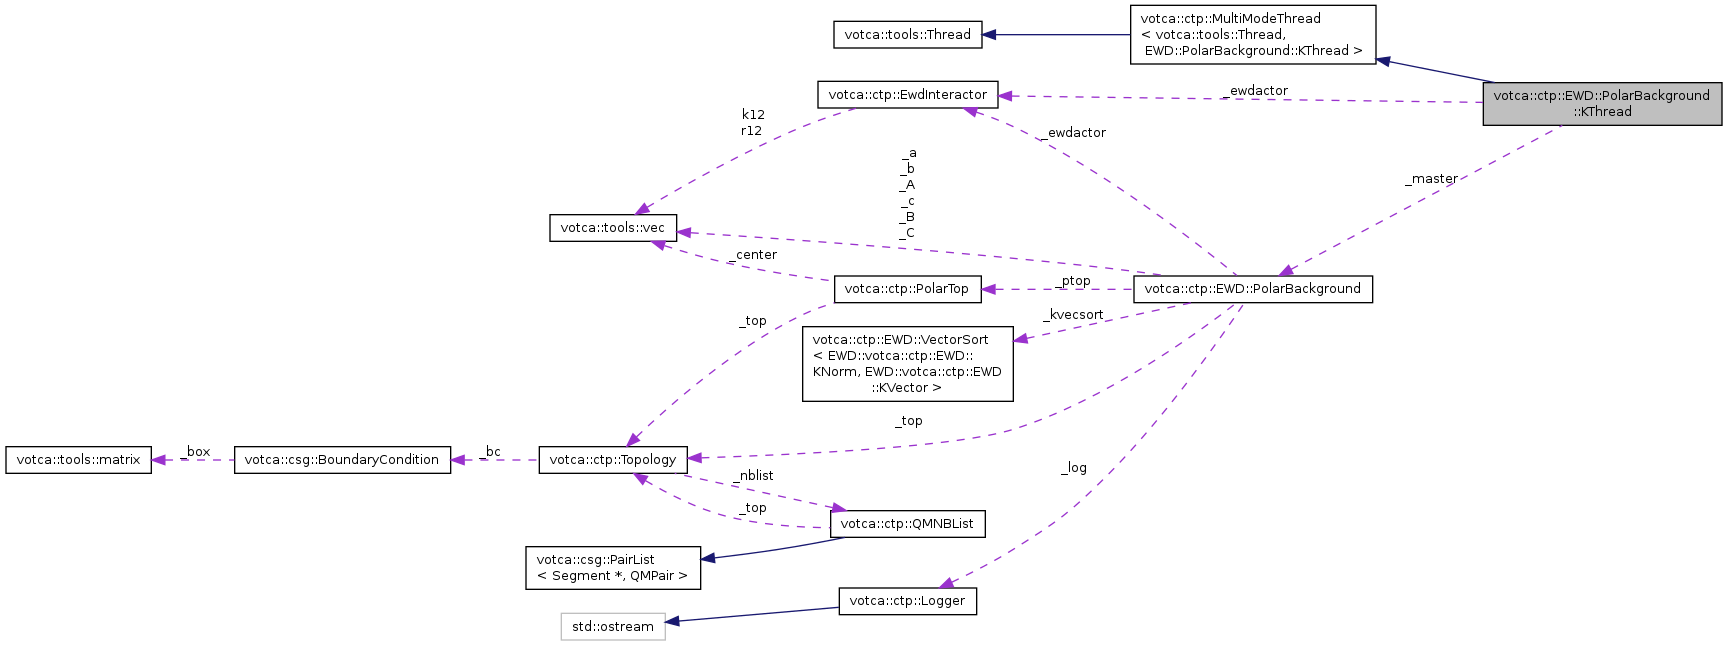 votca::tools::Thread
votca::ctp::MultiModeThread
< votca::tools::Thread,
EWD::PolarBackground::KThread >
votca::ctp::EwdInteractor
_ewdactor
votca::ctp::EWD::PolarBackground
::KThread
k12
r12
_ewdactor
_a
_b
_A
_c
_B
_C
_master
votca::tools::vec
_center
votca::ctp::PolarTop
_ptop
votca::ctp::EWD::PolarBackground
_top
_kvecsort
votca::ctp::EWD::VectorSort
< EWD::votca::ctp::EWD::
KNorm, EWD::votca::ctp::EWD
::KVector >
_top
votca::tools::matrix
_box
votca::csg::BoundaryCondition
_bc
votca::ctp::Topology
_nblist
_log
_top
votca::ctp::QMNBList
votca::csg::PairList
< Segment *, QMPair >
votca::ctp::Logger
std::ostream